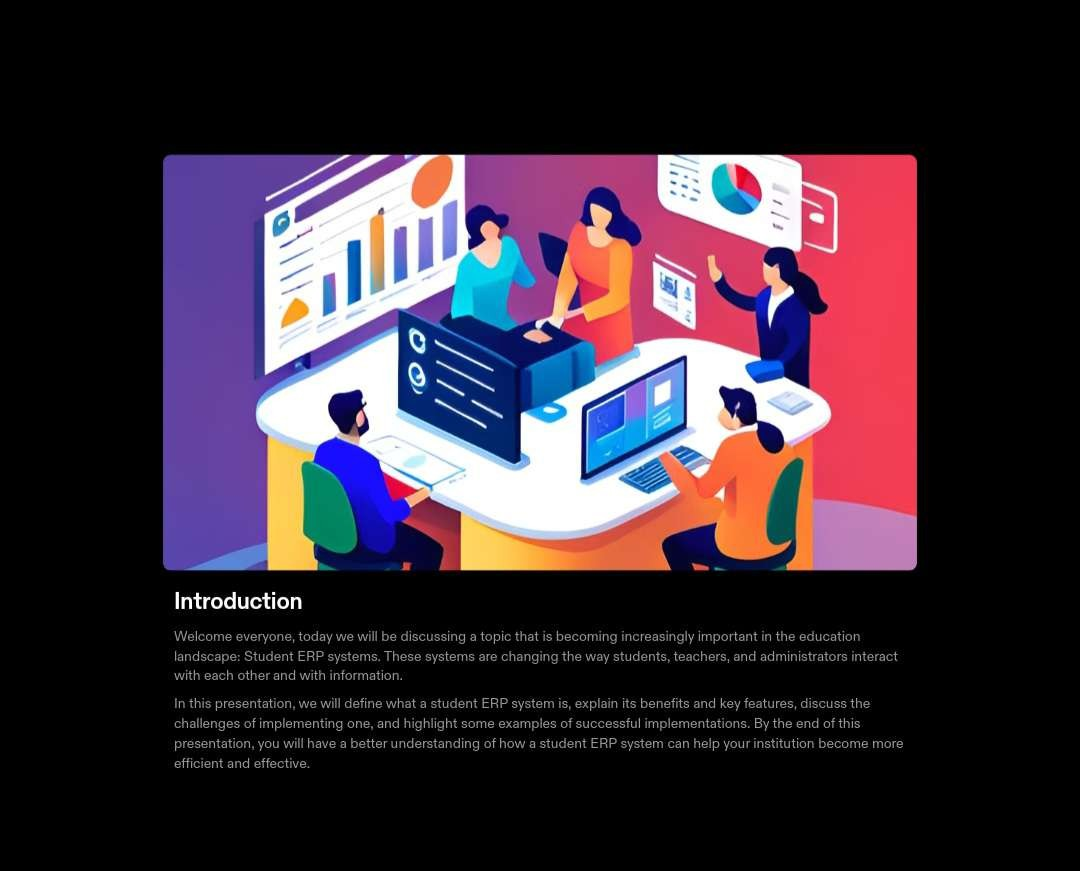 Introduction
Welcome everyone, today we will be discussing a topic that is becoming increasingly important in the education
landscape: Student ERP systems. These systems are changing the way students, teachers, and administrators interact
with each other and with information.
In this presentation, we will define what a student ERP system is, explain its benefits and key features, discuss the
challenges of implementing one, and highlight some examples of successful implementations. By the end of this
presentation, you will have a better understanding of how a student ERP system can help your institution become more
efficient and effective.